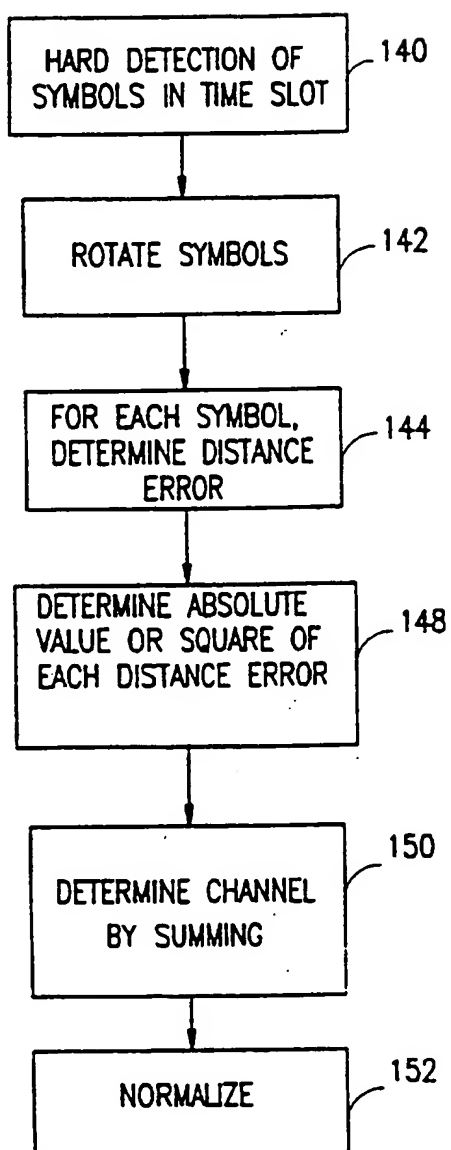 HARD DETECTION OF
SYMBOLS IN TIME SLOT
140
ROTATE SYMBOLS
142
FOR EACH SYMBOL,
DETERMINE DISTANCE
ERROR
144
DETERMINE ABSOLUTE
VALUE OR SQUARE OF
EACH DISTANCE ERROR
148
DETERMINE CHANNEL
BY SUMMING
150
NORMALIZE
152